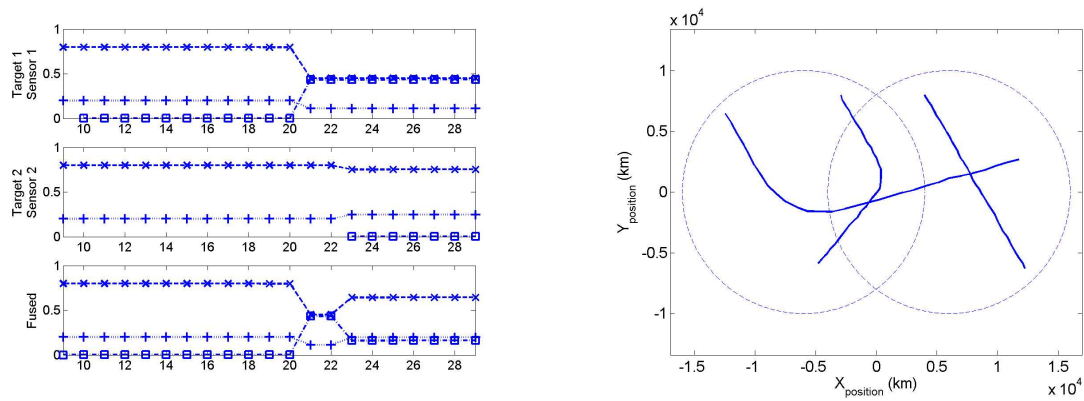 1
0.5
0
Target 1
Sensor 1
10 12 14 16 18 20 22 24 26 28
1
0.5
0
Target 2
Sensor 2
10 12 14 16 18 20 22 24 26 28
1
0.5
0
Fused
10 12 14 16 18 20 22 24 26 28
x 10^4
1
0.5
0
-0.5
-1
Y_position (km)
-1.5 -1 -0.5 0 0.5 1 1.5
X_position (km)
x 10^4